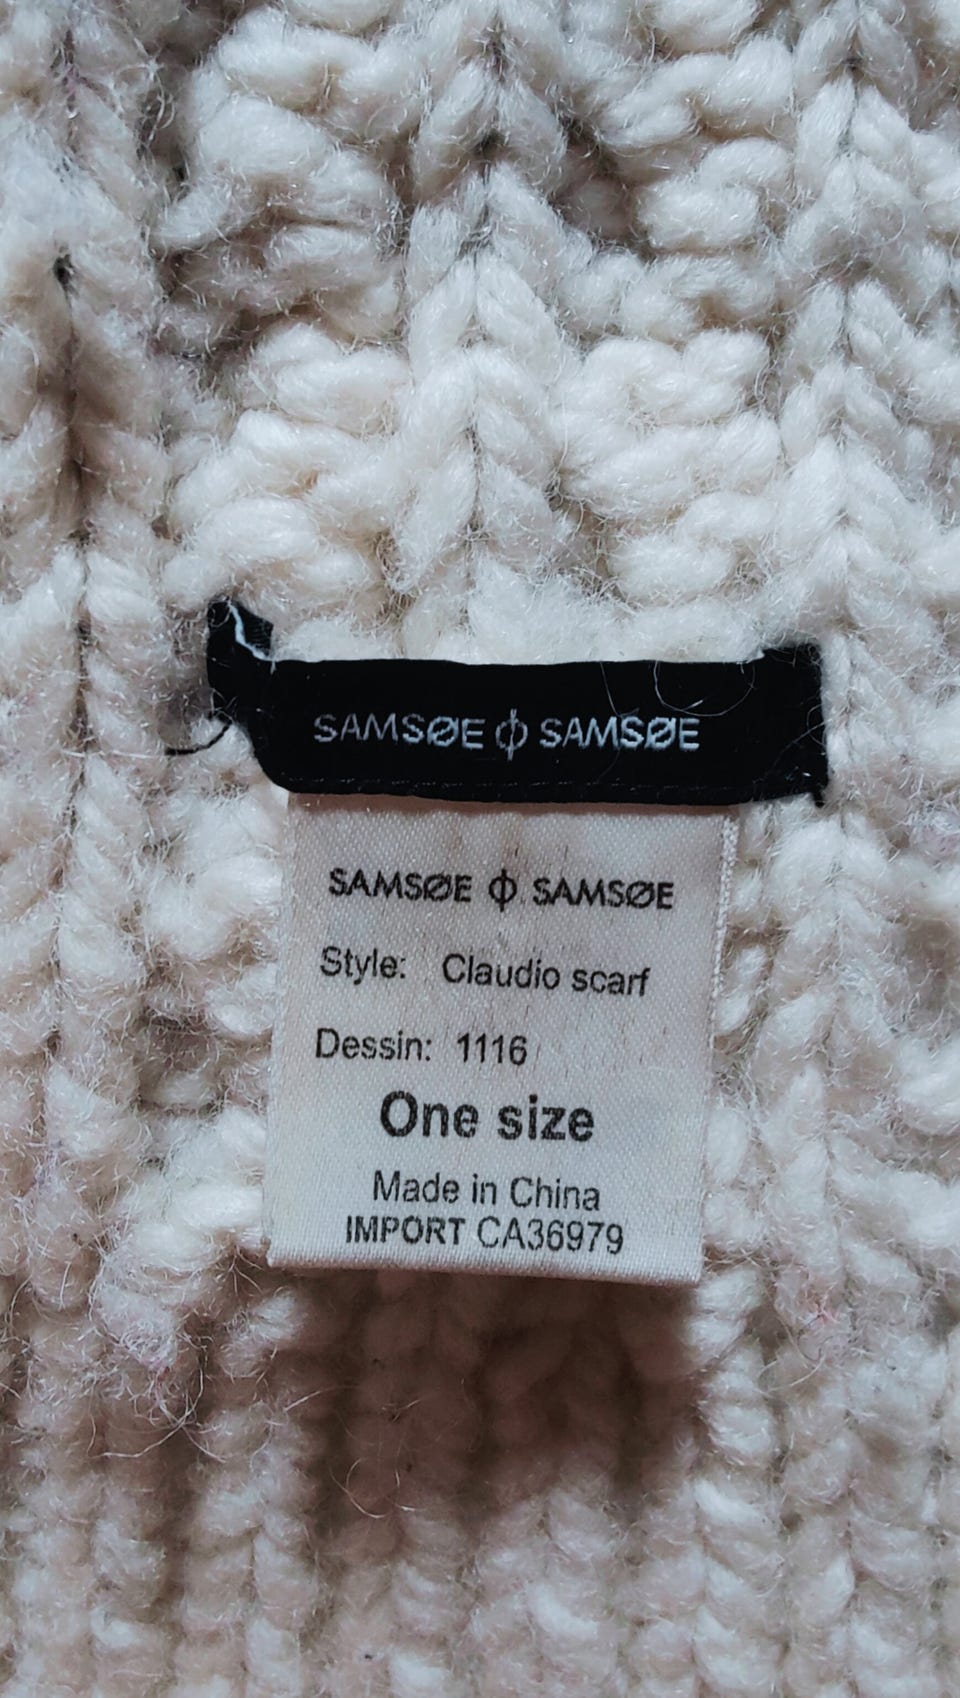 SAMSØE ϕ SAMSØE
SAMSØE ϕ SAMSØE
Style: Claudio scarf
Dessin: 1116
One size
Made in China
IMPORT CA36979